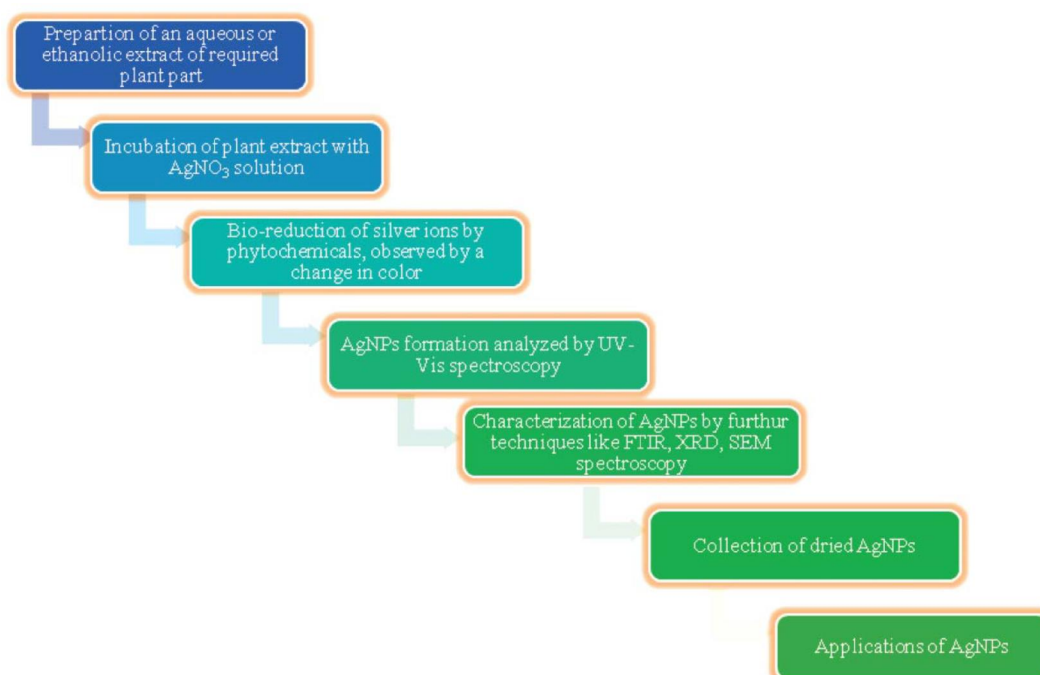 Prepartion of an aqueous or
ethanolic extract of required
plant part
Incubation of plant extract with
AgNO₃ solution
Bio-reduction of silver ions by
phytochemicals, observed by a
change in color
AgNPs formation analyzed by UV-
Vis spectroscopy
Characterization of AgNPs by furthur
techniques like FTIR, XRD, SEM
spectroscopy
Collection of dried AgNPs
Applications of AgNPs